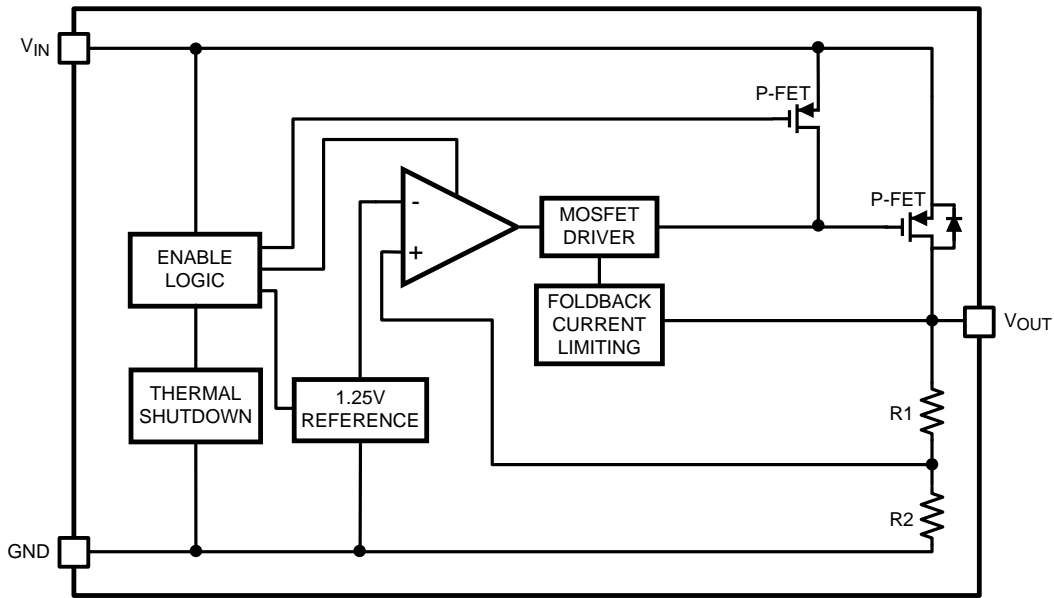 VIN
P-FET
P-FET
-
+
MOSFET
DRIVER
ENABLE
LOGIC
FOLDBACK
CURRENT
LIMITING
VOUT
THERMAL
SHUTDOWN
1.25V
REFERENCE
R1
R2
GND